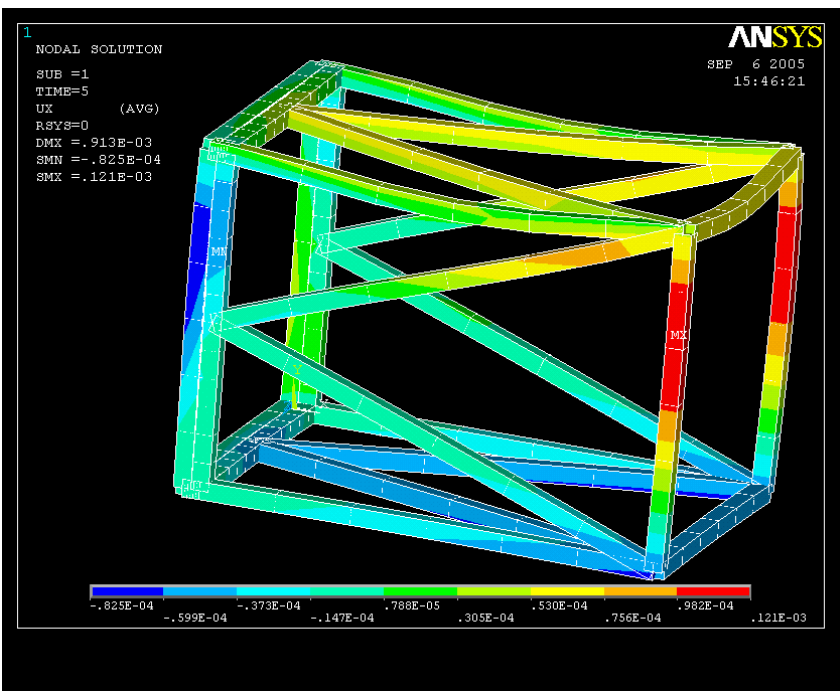 1
ANSYS
NODAL SOLUTION
SEP 6 2005
15:46:21
SUB =1
TIME=5
UX (AVG)
RSYS=0
DMX =.913E-03
SMN =-.825E-04
SMX =.121E-03
MN
MX
-.825E-04 -.373E-04 .788E-05 .530E-04 .982E-04
-.599E-04 -.147E-04 .305E-04 .756E-04 .121E-03